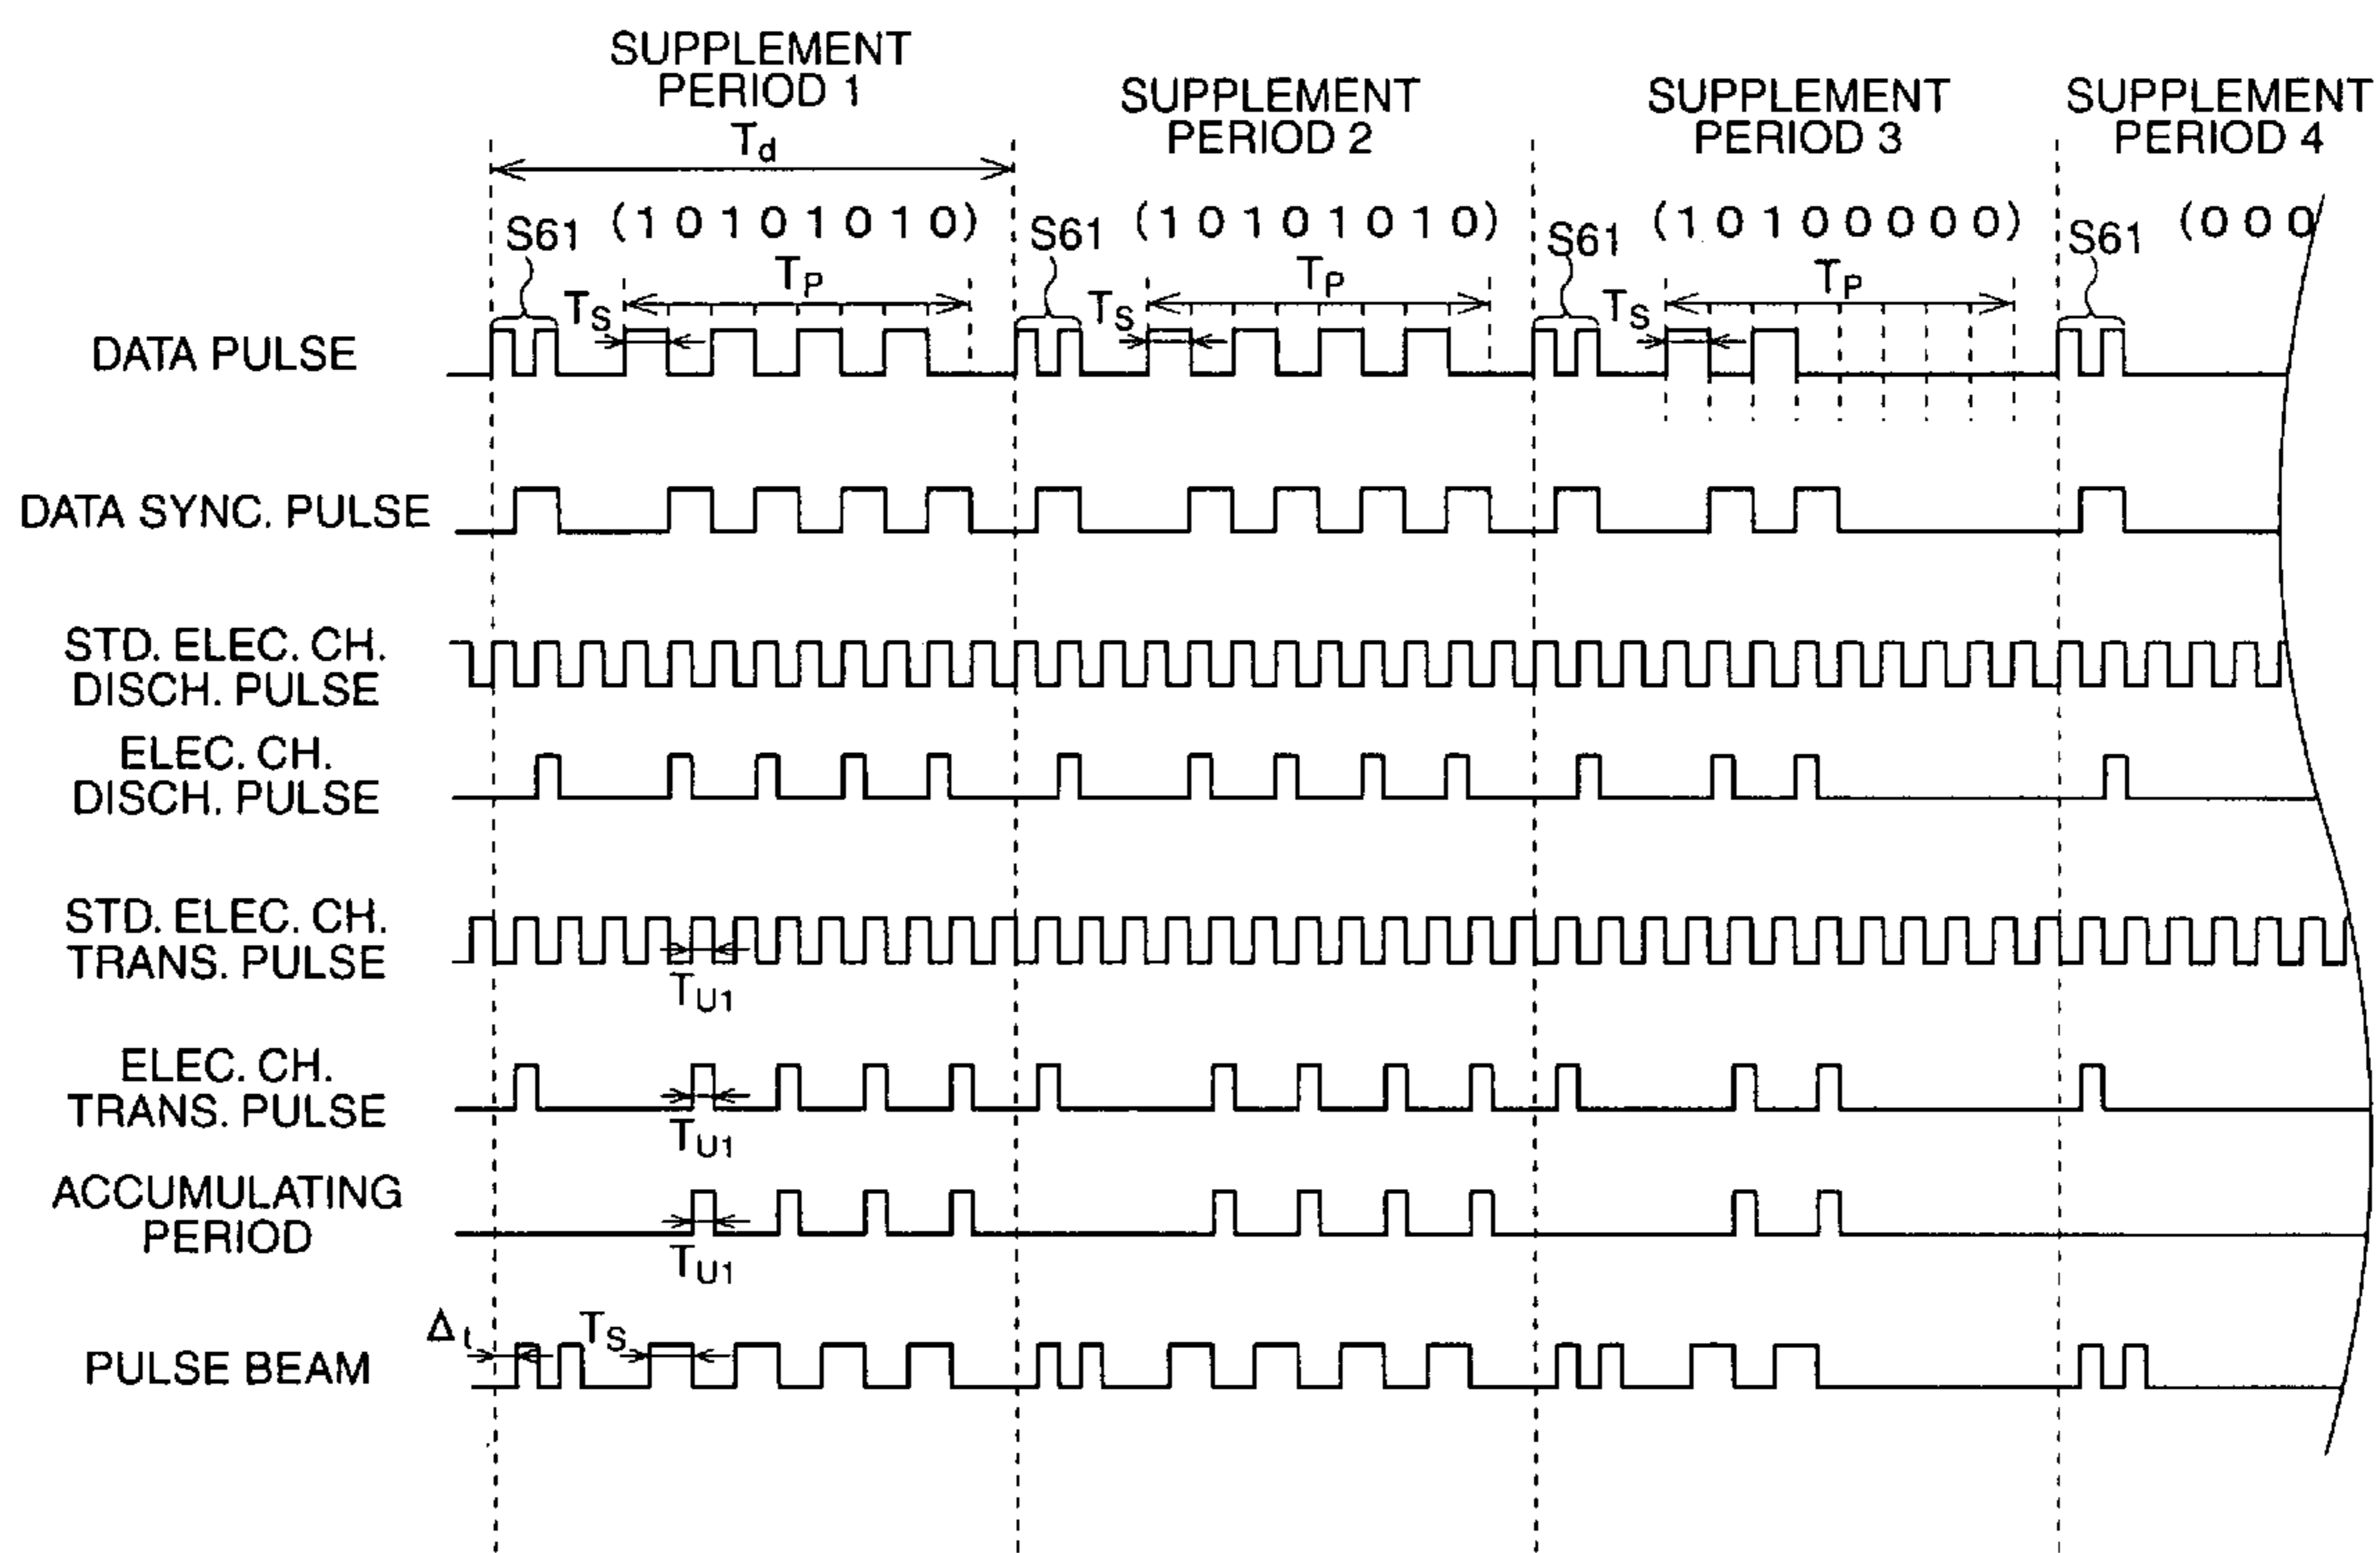 SUPPLEMENT
PERIOD 1
Td
SUPPLEMENT
PERIOD 2
SUPPLEMENT
PERIOD 3
SUPPLEMENT
PERIOD 4
S61 (1 0 1 0 1 0 1 0) S61 (1 0 1 0 1 0 1 0) S61 (1 0 1 0 0 0 0 0) S61 (0 0 0
TS TP TS TP TS TP
DATA PULSE
DATA SYNC. PULSE
STD. ELEC. CH.
DISCH. PULSE
ELEC. CH.
DISCH. PULSE
STD. ELEC. CH.
TRANS. PULSE
TU1
ELEC. CH.
TRANS. PULSE
TU1
ACCUMULATING
PERIOD
TU1
Δt TS
PULSE BEAM